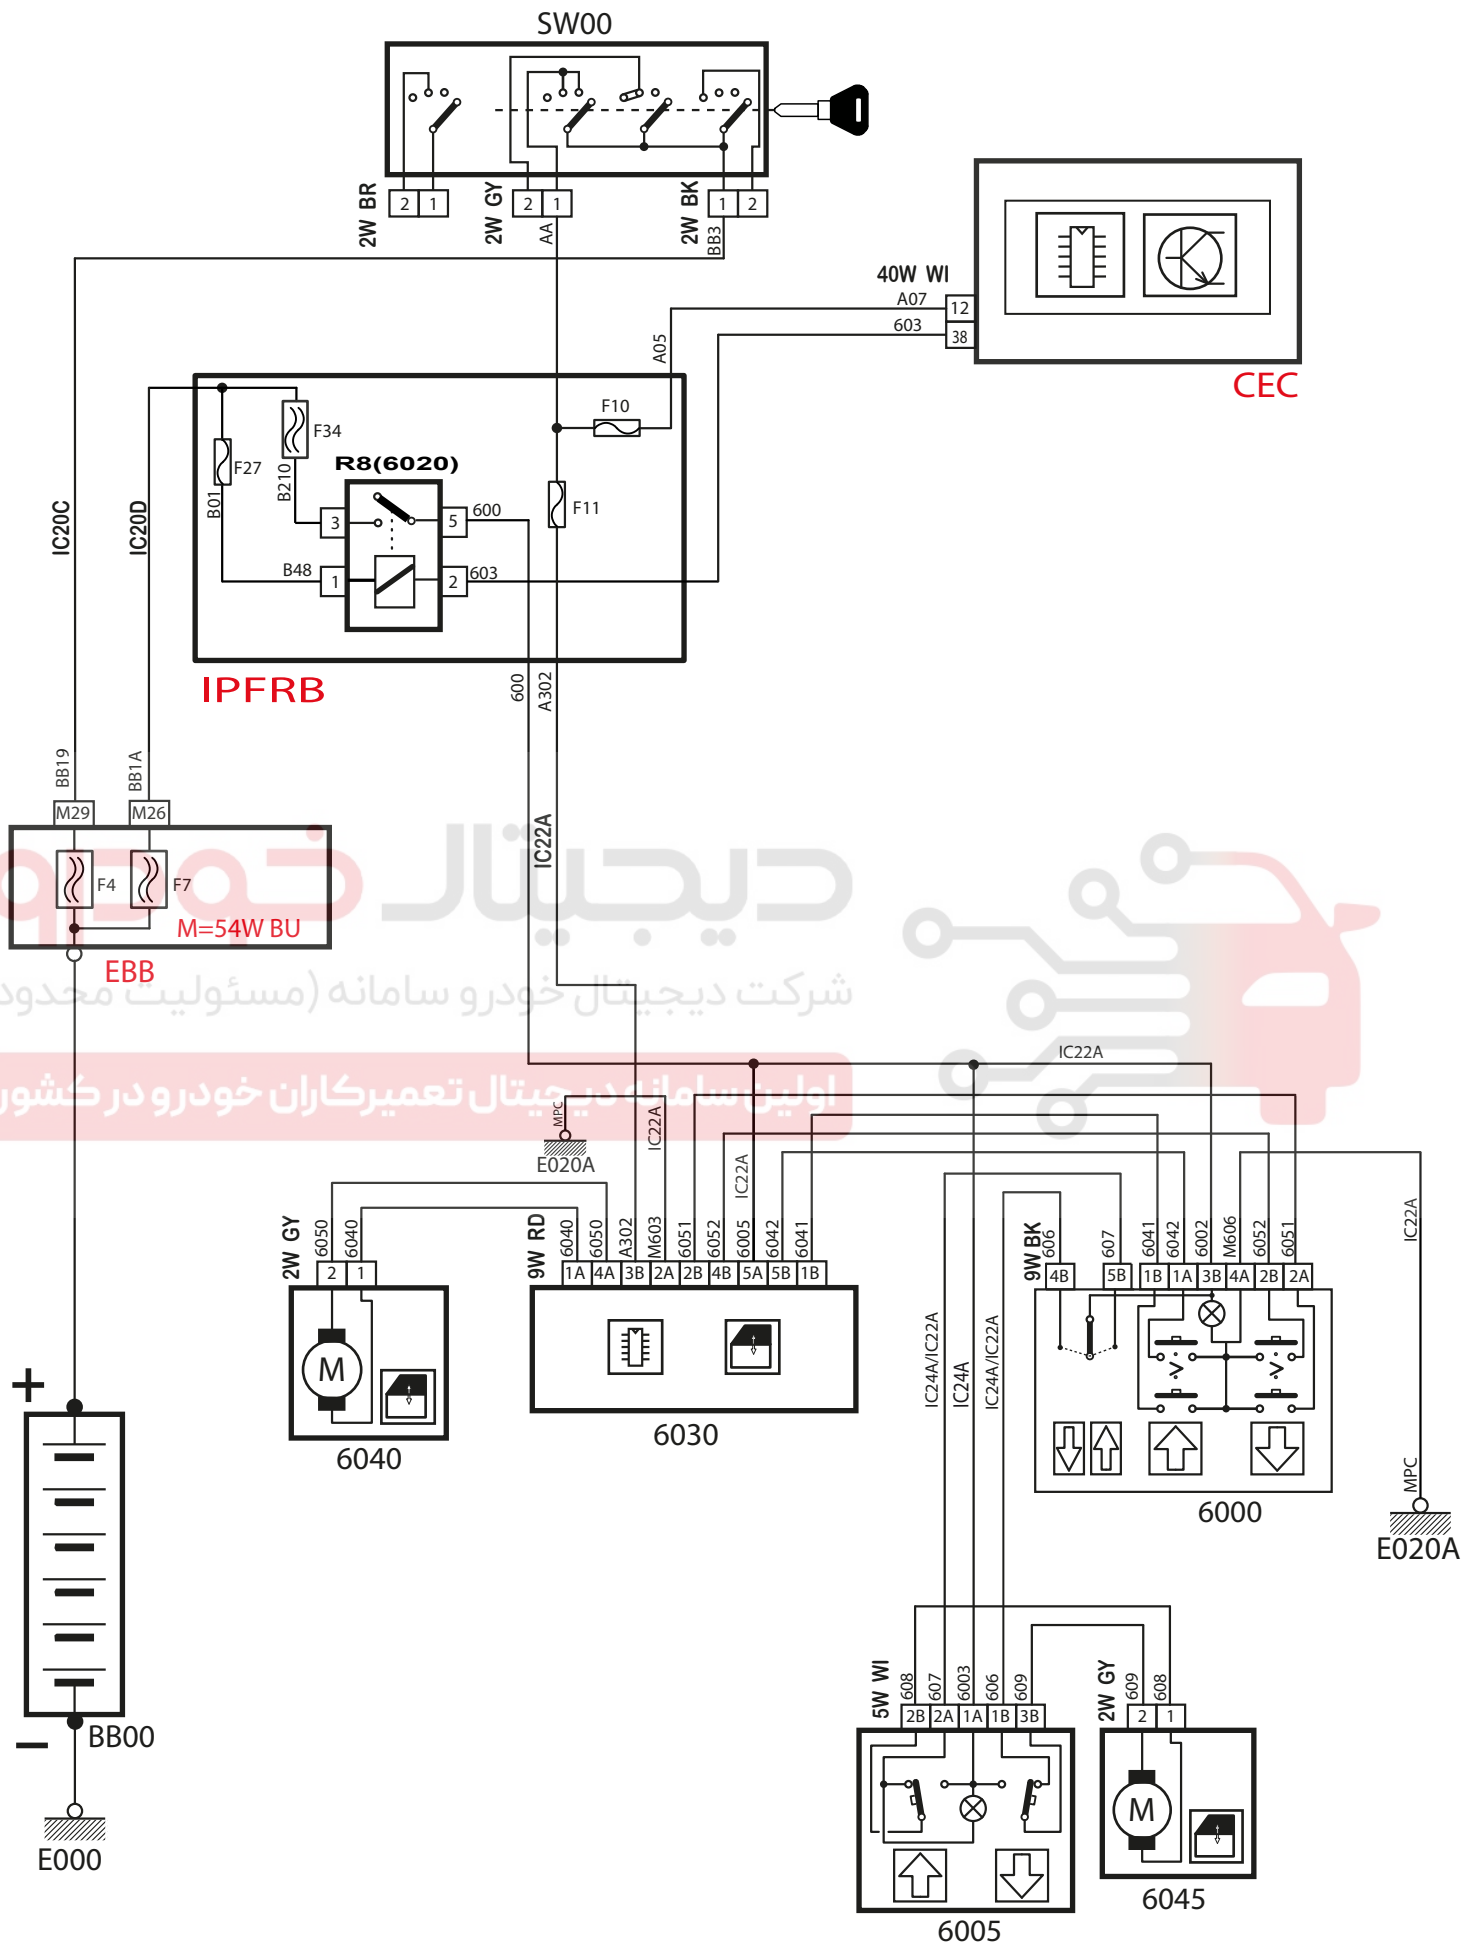 SW00
2W BR
2 1
2W GY
2 1
2W BK
1 2
AA
BB3
40W WI
A07
12
603
38
CEC
A05
F10
F34
F27
B210
B01
R8(6020)
3
5
600
F11
B48
1
2
603
IC20C
IC20D
IPFRB
600
A302
BB19
BB1A
M29
M26
IC22A
F4
F7
M=54W BU
EBB
دیجیتال خودرو
شرکت دیجیتال خودرو سامانه (مسئولیت محدود
اولین سامانه دیجیتال تعمیرکاران خودرو در کشور
IC22A
MPC
E020A
IC22A
IC22A
2W GY
6050
6040
2 1
9W RD
6040
6050
A302
M603
6051
6052
6005
6042
6041
1A 4A 3B 2A 2B 4B 5A 5B 1B
9W BK
606
607
6041
6042
6002
M606
6052
6051
4B 5B 1B 1A 3B 4A 2B 2A
IC22A
M
6040
6030
IC24A/IC22A
IC24A
IC24A/IC22A
6000
MPC
E020A
+
−
BB00
E000
5W WI
608
607
6003
606
609
2B 2A 1A 1B 3B
2W GY
609
608
2 1
M
6005
6045